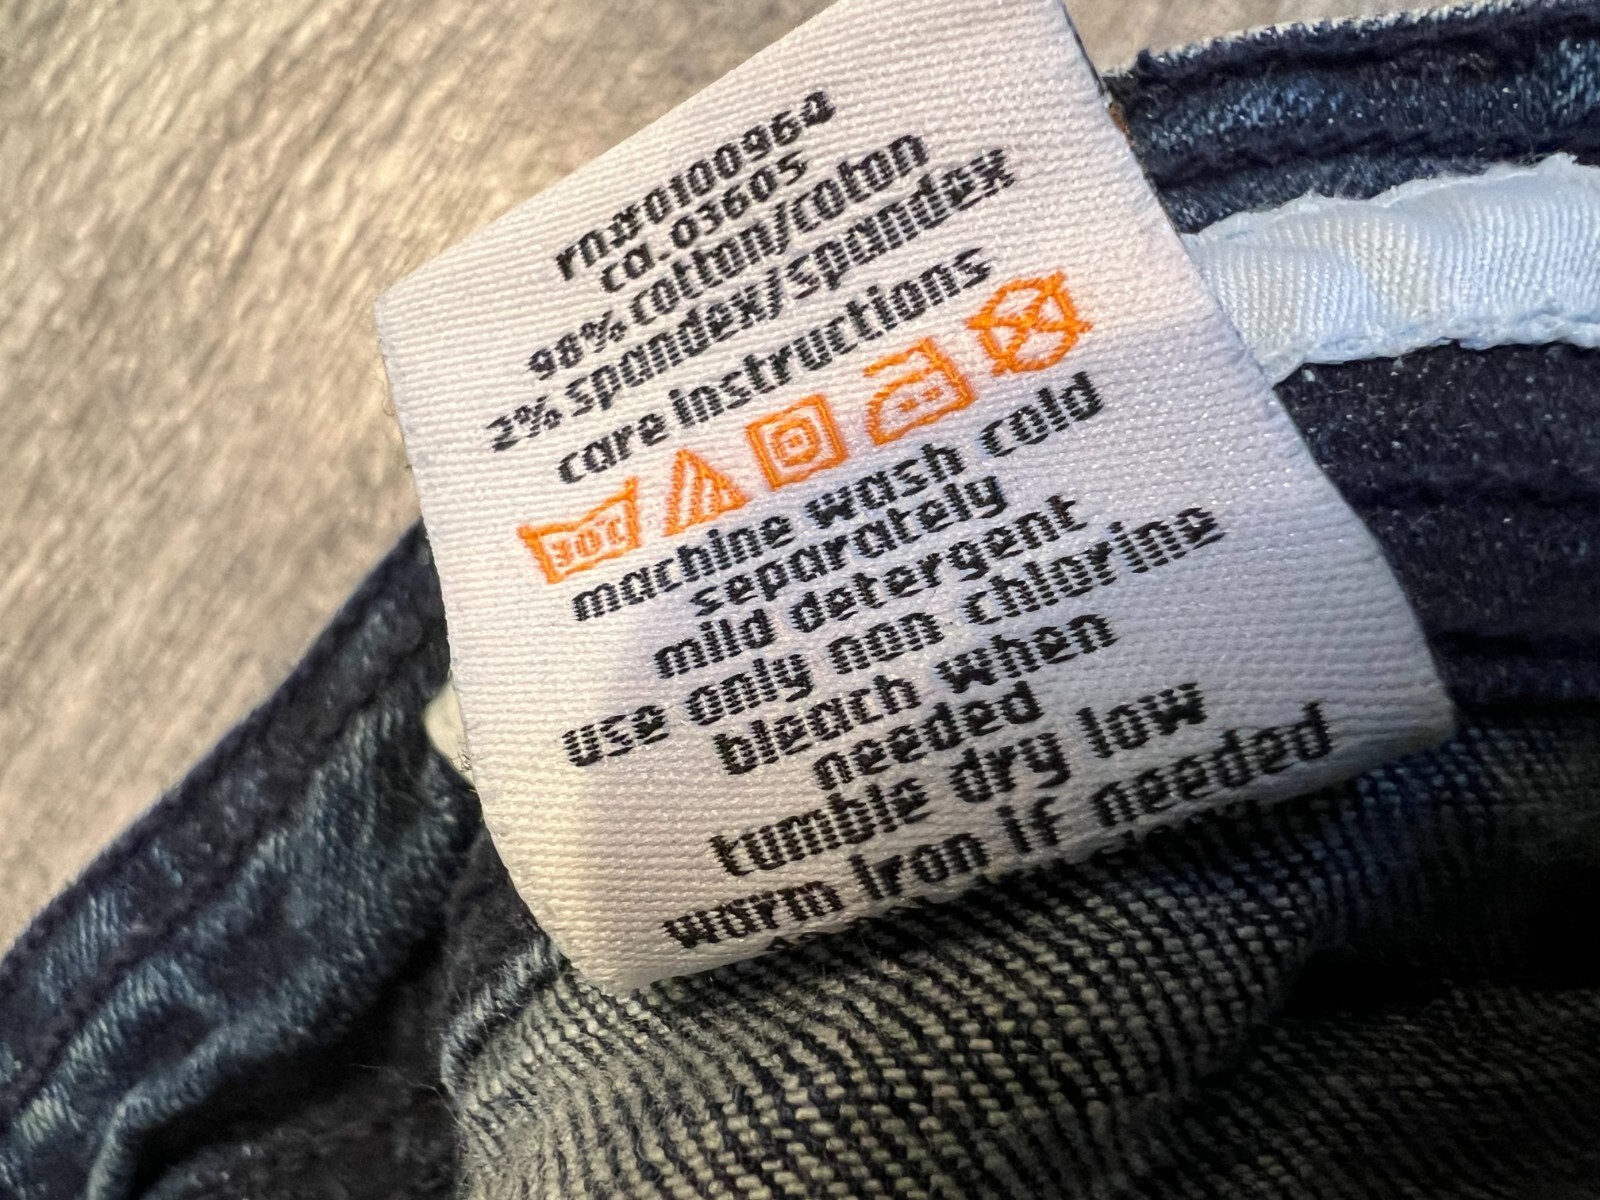 rn#0100964
ca.03605
98% cotton/coton
2% spandex/spandex
care instructions
30C
machine wash cold
separately
mild detergent
use only non chlorine
bleach when
needed
tumble dry low
warm iron if needed